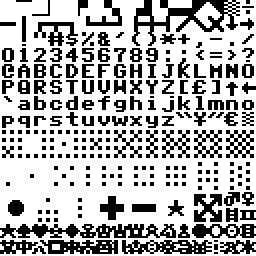 !"#$%&'()*+,-./
0123456789:;<=>?
@ABCDEFGHIJKLMNO
PQRSTUVWXYZ[£]↑←
`abcdefghijklmno
pqrstuvwxyz